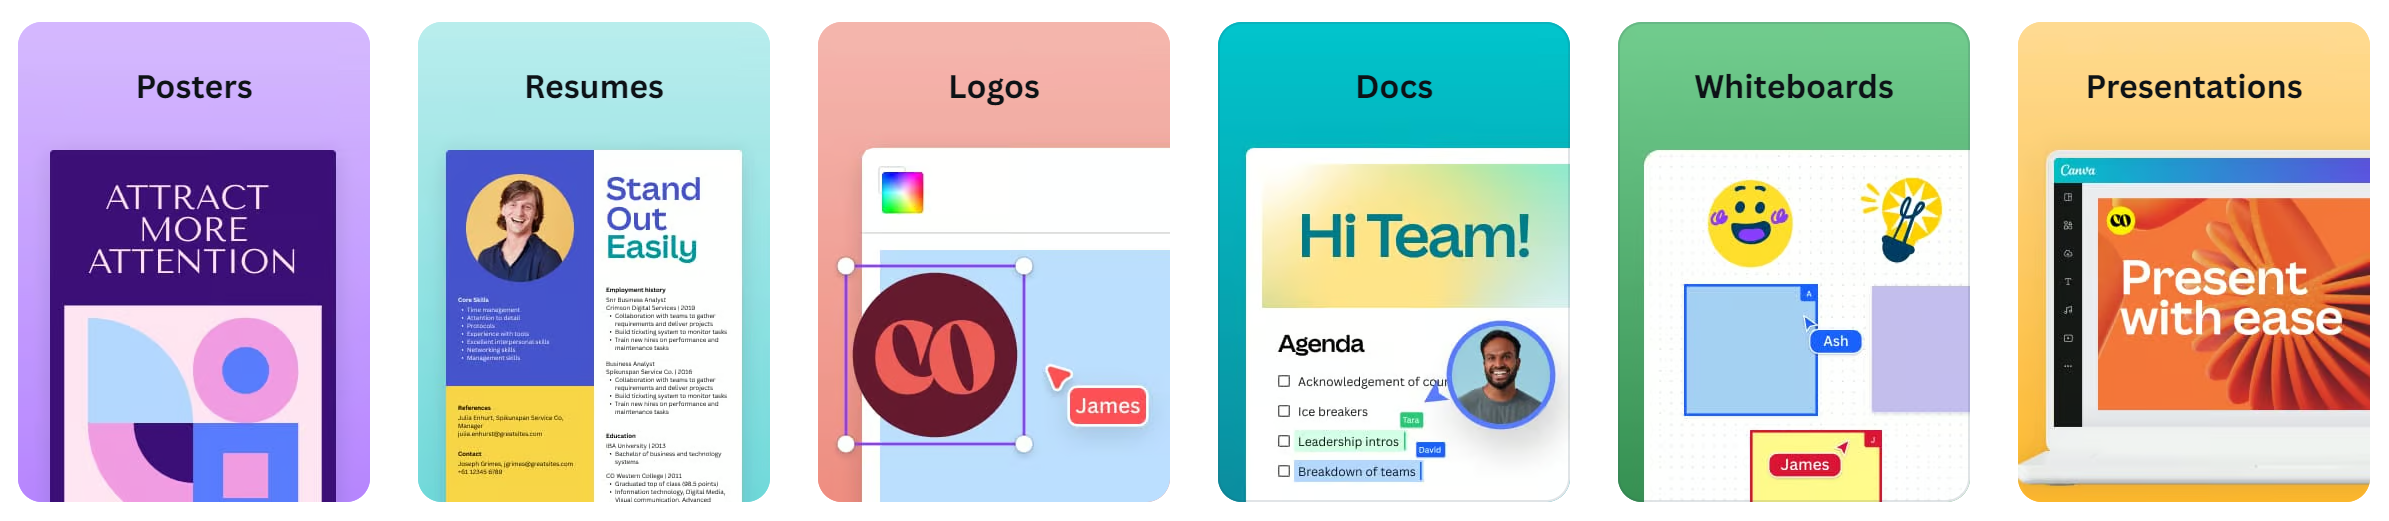 Posters
ATTRACT
MORE
ATTENTION
Resumes
Stand
Out
Easily
Core Skills
• Time management
• Attention to detail
• Protocols
• Experience with tools
• Excellent interpersonal skills
• Networking skills
• Management skills
References
Julia Enhurt, Spikunspan Service Co,
Manager
julia.enhurst@greatsites.com
Contact
Joseph Grimes, jgrimes@greatsites.com
+61 12345 6789
Employment history
Snr Business Analyst
Crimson Digital Services | 2019
• Collaboration with teams to gather
requirements and deliver projects
• Build ticketing system to monitor tasks
• Train new hires on performance and
maintenance tasks
Business Analyst
Spikunspan Service Co. | 2016
• Collaboration with teams to gather
requirements and deliver projects
• Build ticketing system to monitor tasks
• Train new hires on performance and
maintenance tasks
Education
IBA University | 2013
• Bachelor of business and technology
systems
CO Western College | 2011
• Graduated top of class (98.5 points)
• Information technology, Digital Media,
Visual communication, Advanced
Logos
CO
James
Docs
Hi Team!
Agenda
Acknowledgement of
Ice breakers
Tara
Leadership intros
David
Breakdown of teams
Whiteboards
A
Ash
J
James
Presentations
Canva
CO
Present
with ease